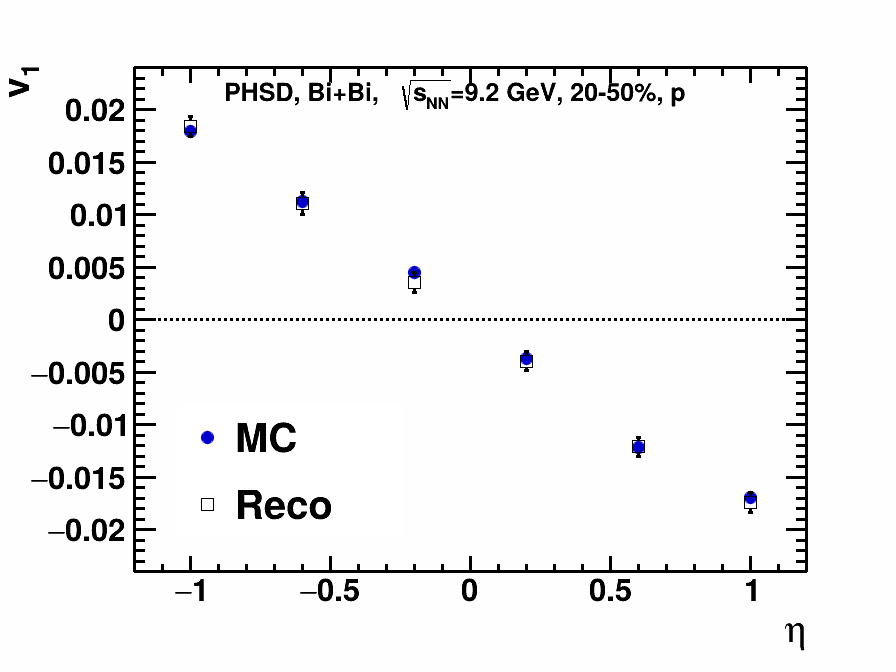 v1
PHSD, Bi+Bi, √sNN=9.2 GeV, 20-50%, p
0.02
0.015
0.01
0.005
0
−0.005
−0.01
−0.015
−0.02
MC
Reco
−1 −0.5 0 0.5 1
η